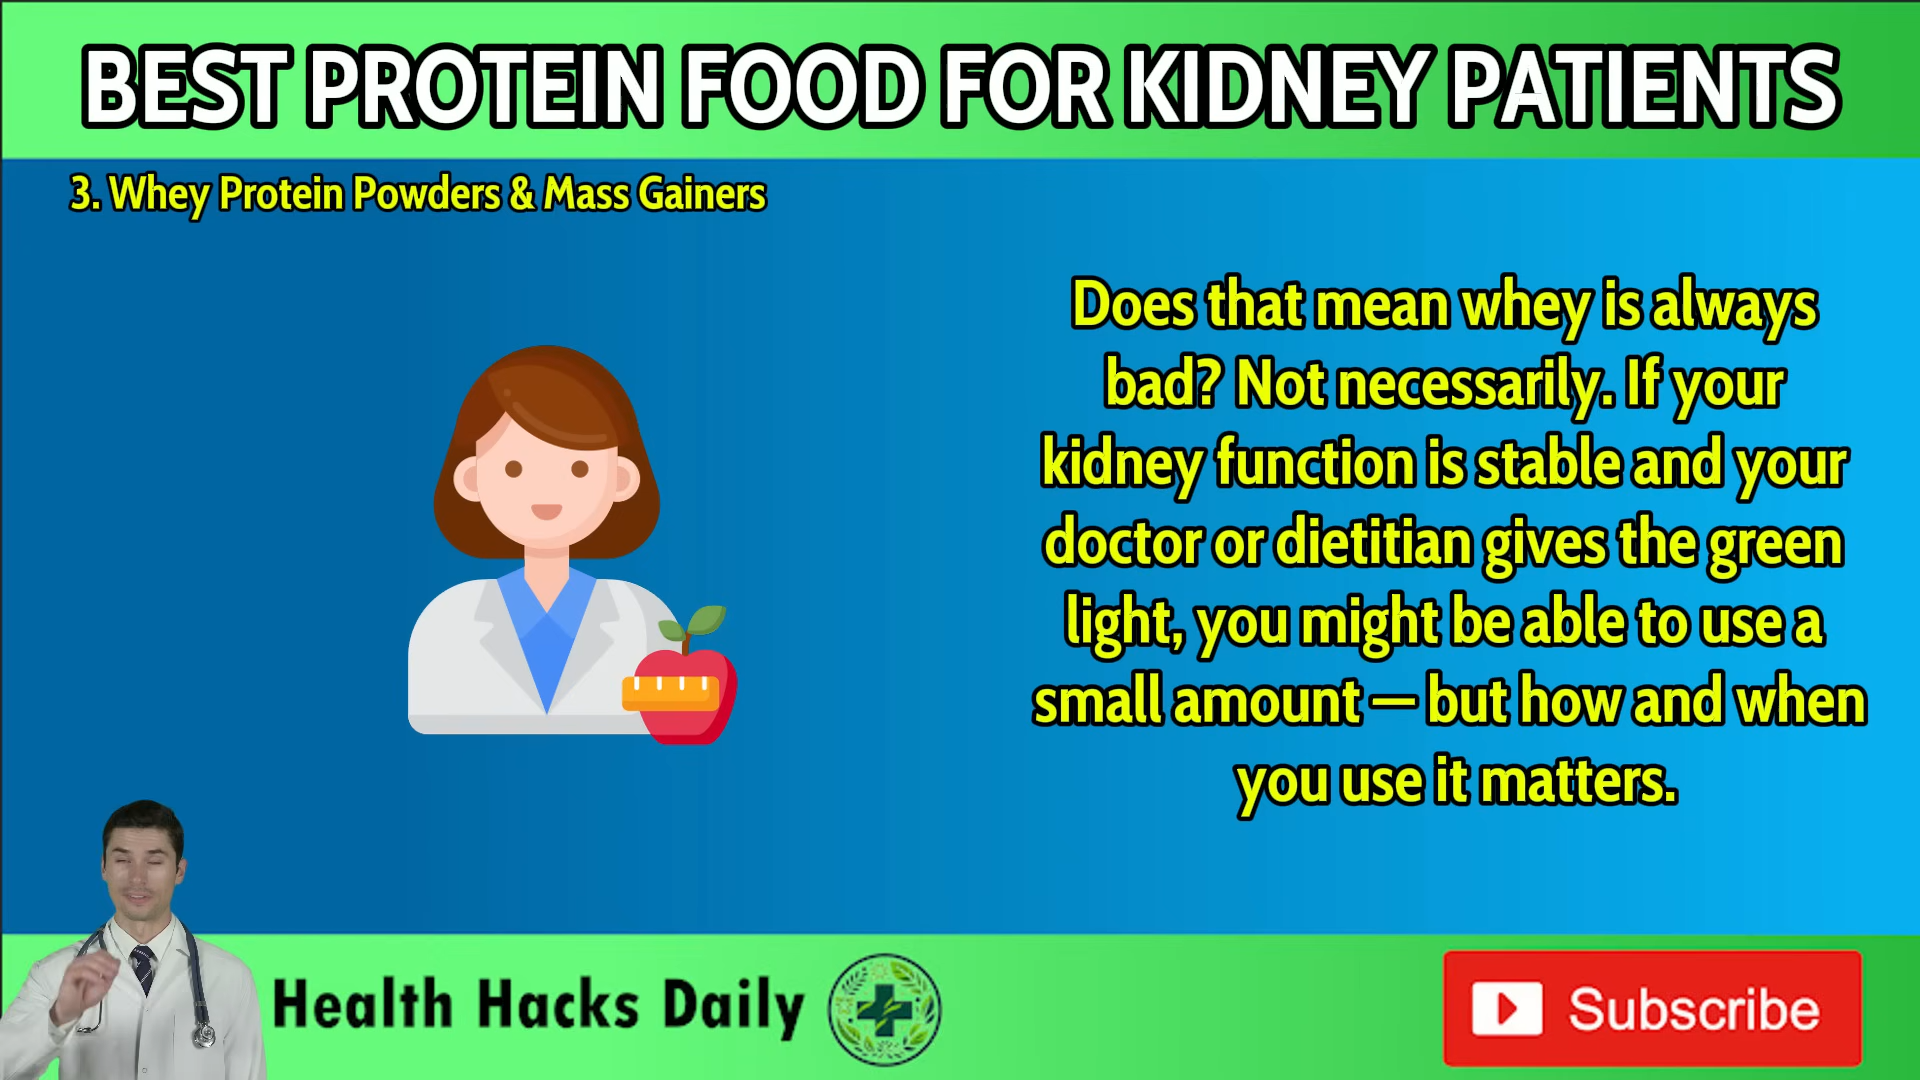 BEST PROTEIN FOOD FOR KIDNEY PATIENTS
3. Whey Protein Powders & Mass Gainers
Does that mean whey is always
bad? Not necessarily. If your
kidney function is stable and your
doctor or dietitian gives the green
light, you might be able to use a
small amount — but how and when
you use it matters.
Health Hacks Daily
Subscribe